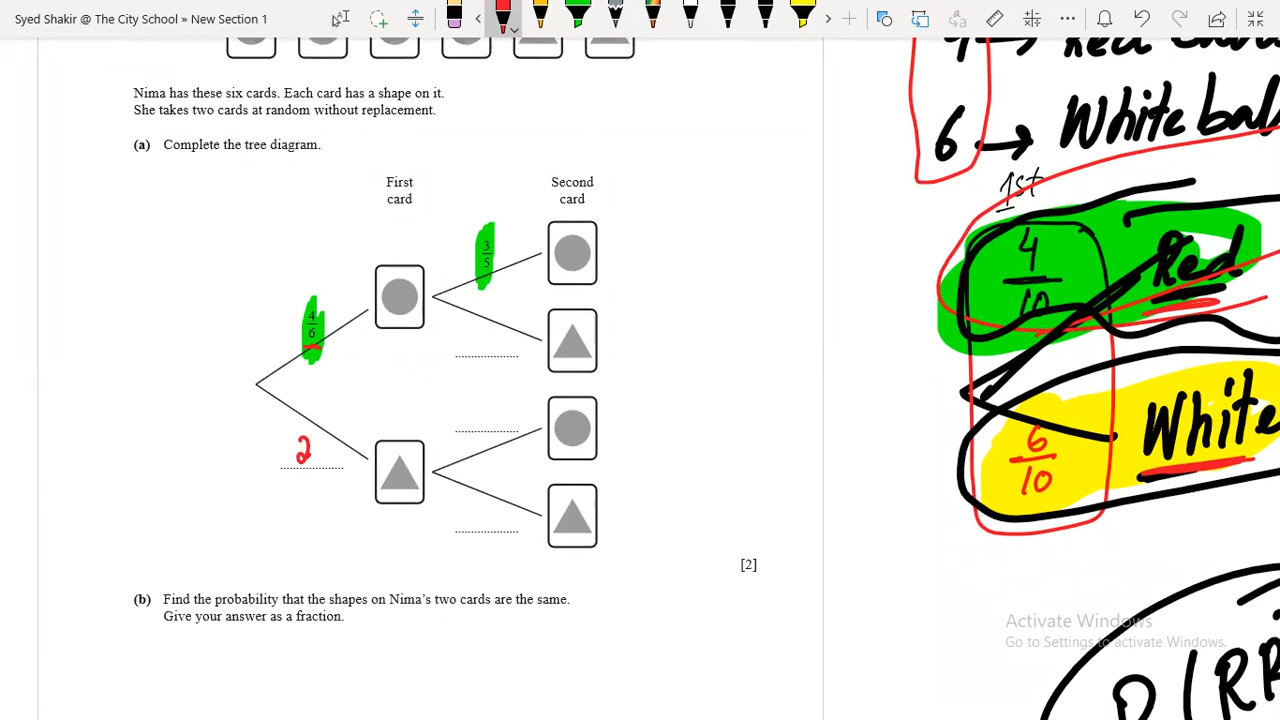 Syed Shakir @ The City School » New Section 1
Nima has these six cards. Each card has a shape on it.
She takes two cards at random without replacement.
(a) Complete the tree diagram.
First
card
Second
card
3/5
4/6
2
[2]
(b) Find the probability that the shapes on Nima's two cards are the same.
Give your answer as a fraction.
6 → White bal
1st
4/10
Red
6/10
White
Activate Windows
Go to Settings to activate Windows.